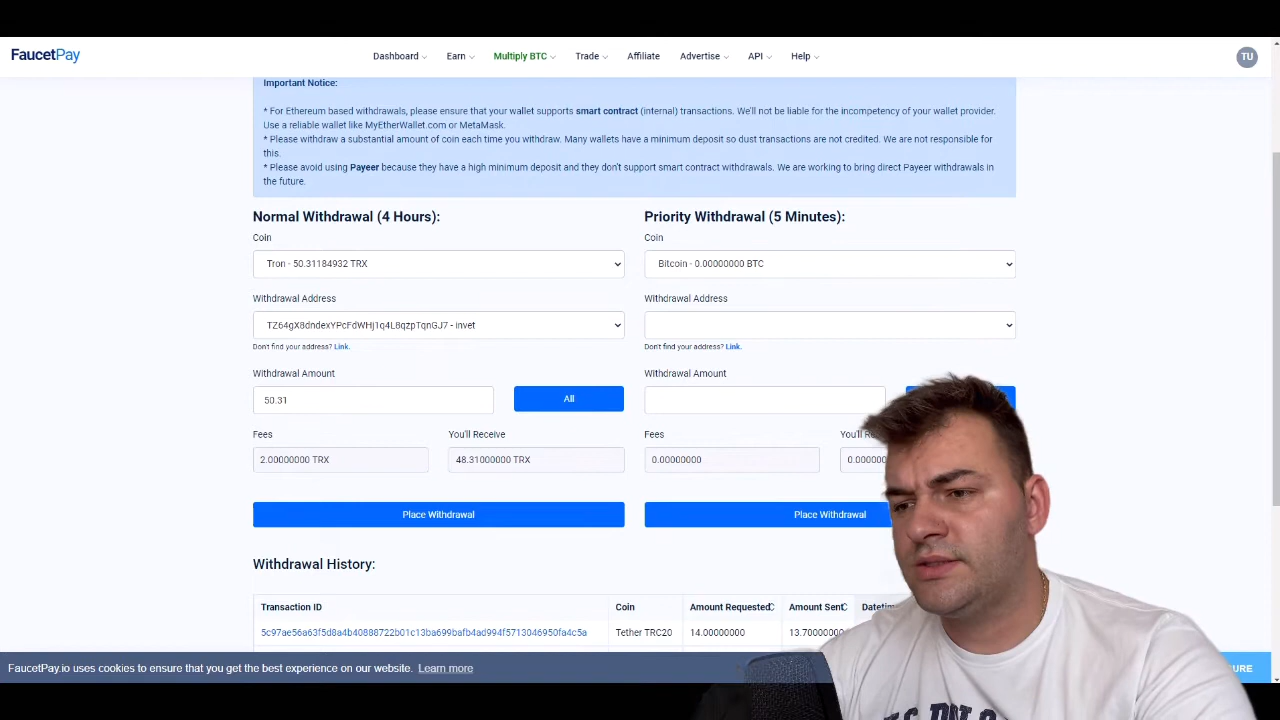 FaucetPay
Dashboard
Earn
Multiply BTC
Trade
Affiliate
Advertise
API
Help
TU
Important Notice:
* For Ethereum based withdrawals, please ensure that your wallet supports smart contract (internal) transactions. We'll not be liable for the incompetency of your wallet provider.
Use a reliable wallet like MyEtherWallet.com or MetaMask.
* Please withdraw a substantial amount of coin each time you withdraw. Many wallets have a minimum deposit so dust transactions are not credited. We are not responsible for
this.
* Please avoid using Payeer because they have a high minimum deposit and they don't support smart contract withdrawals. We are working to bring direct Payeer withdrawals in
the future.
Normal Withdrawal (4 Hours):
Coin
Tron - 50.31184932 TRX
Withdrawal Address
TZ64gX8dndexYPcFdWHj1q4L8qzpTqnGJ7 - invet
Don't find your address? Link.
Withdrawal Amount
50.31
All
Fees
You'll Receive
2.00000000 TRX
48.31000000 TRX
Place Withdrawal
Priority Withdrawal (5 Minutes):
Coin
Bitcoin - 0.00000000 BTC
Withdrawal Address
Don't find your address? Link.
Withdrawal Amount
Fees
You'll Re
0.00000000
0.000000
Place Withdrawal
Withdrawal History:
Transaction ID
Coin
Amount Requested
Amount Sent
Datetim
5c97ae56a63f5d8a4b40888722b01c13ba699bafb4ad994f5713046950fa4c5a
Tether TRC20
14.00000000
13.70000000
FaucetPay.io uses cookies to ensure that you get the best experience on our website. Learn more